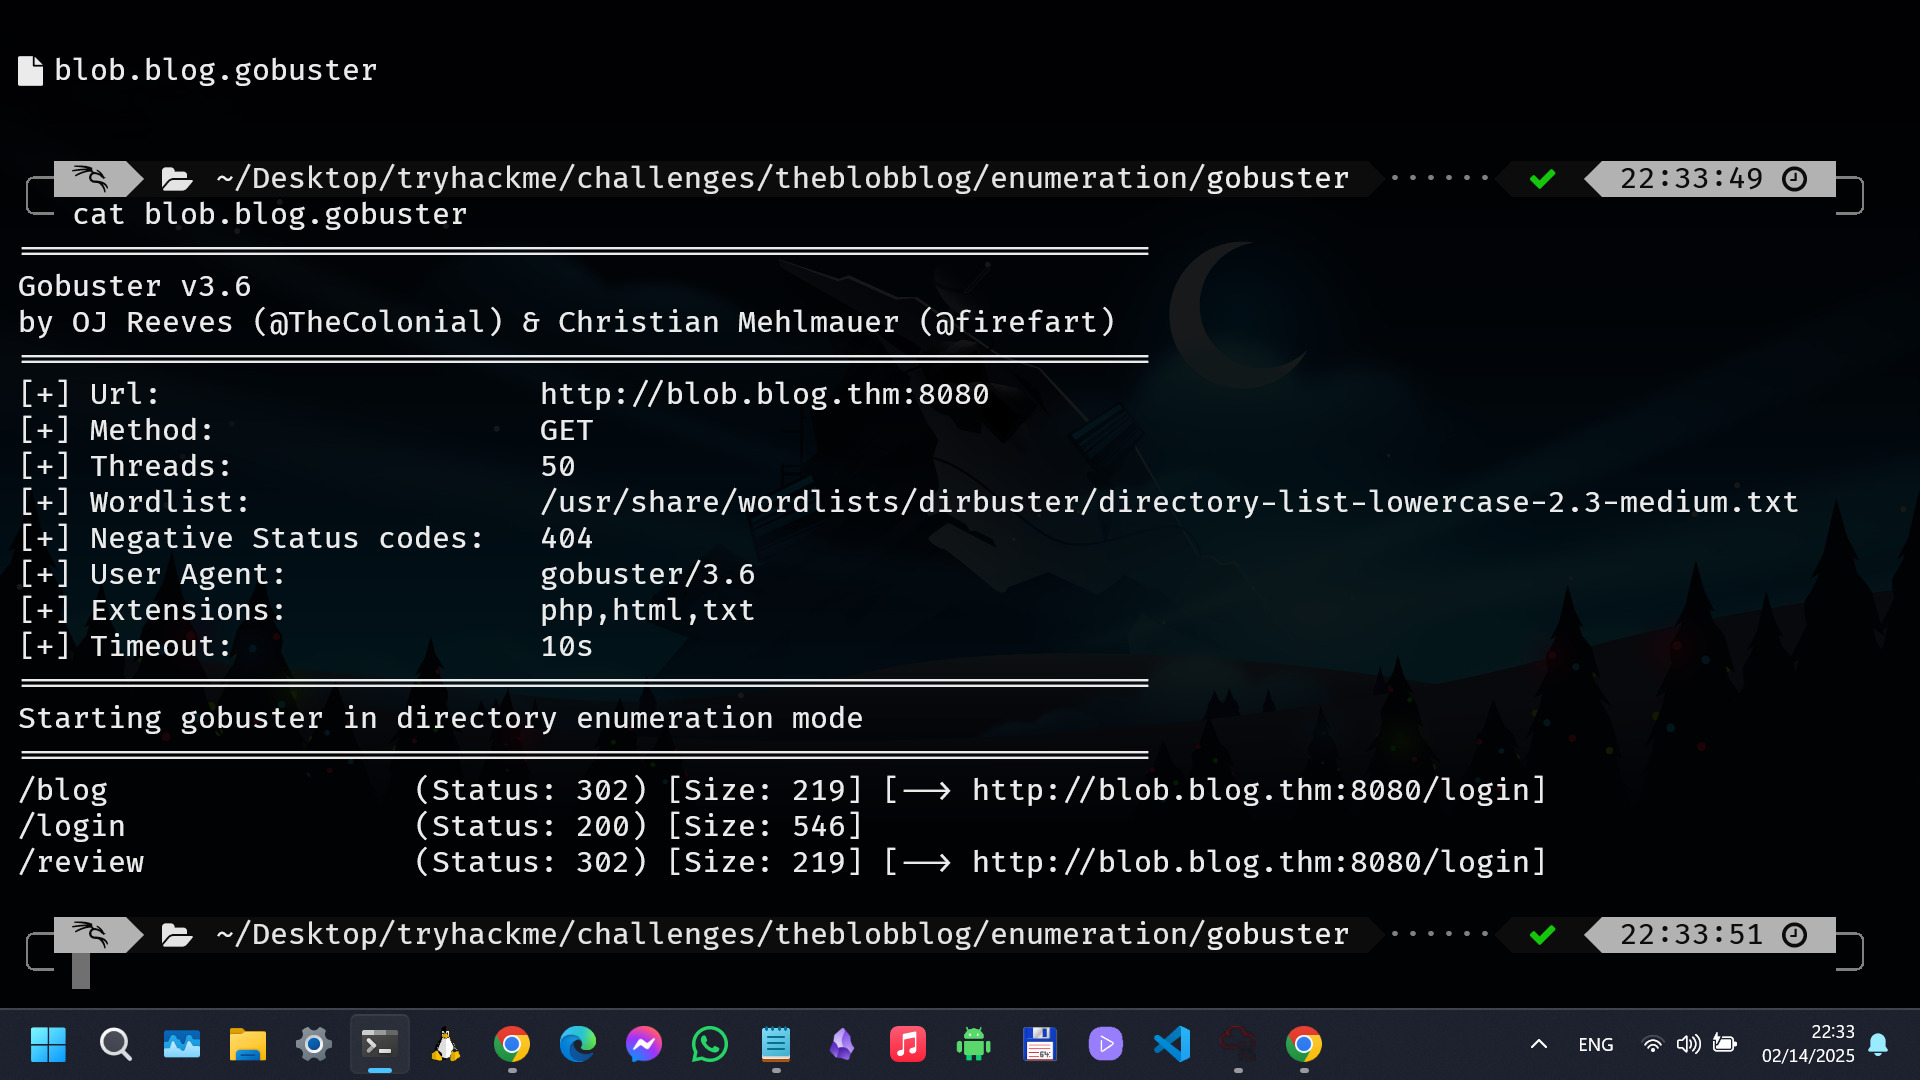 blob.blog.gobuster
~/Desktop/tryhackme/challenges/theblobblog/enumeration/gobuster ······ ✔ 22:33:49
cat blob.blog.gobuster
===============================================================
Gobuster v3.6
by OJ Reeves (@TheColonial) & Christian Mehlmauer (@firefart)
===============================================================
[+] Url: http://blob.blog.thm:8080
[+] Method: GET
[+] Threads: 50
[+] Wordlist: /usr/share/wordlists/dirbuster/directory-list-lowercase-2.3-medium.txt
[+] Negative Status codes: 404
[+] User Agent: gobuster/3.6
[+] Extensions: php,html,txt
[+] Timeout: 10s
===============================================================
Starting gobuster in directory enumeration mode
===============================================================
/blog (Status: 302) [Size: 219] [--> http://blob.blog.thm:8080/login]
/login (Status: 200) [Size: 546]
/review (Status: 302) [Size: 219] [--> http://blob.blog.thm:8080/login]
~/Desktop/tryhackme/challenges/theblobblog/enumeration/gobuster ······ ✔ 22:33:51
64
ENG
22:33
02/14/2025